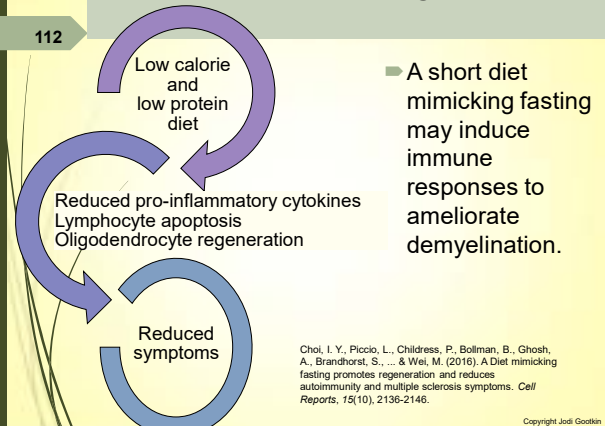 112
Low calorie
and
low protein
diet
Reduced pro-inflammatory cytokines
Lymphocyte apoptosis
Oligodendrocyte regeneration
Reduced
symptoms
A short diet
mimicking fasting
may induce
immune
responses to
ameliorate
demyelination.
Choi, I. Y., Piccio, L., Childress, P., Bollman, B., Ghosh,
A., Brandhorst, S., ... & Wei, M. (2016). A Diet mimicking
fasting promotes regeneration and reduces
autoimmunity and multiple sclerosis symptoms. Cell
Reports, 15(10), 2136-2146.
Copyright Jodi Gootkin